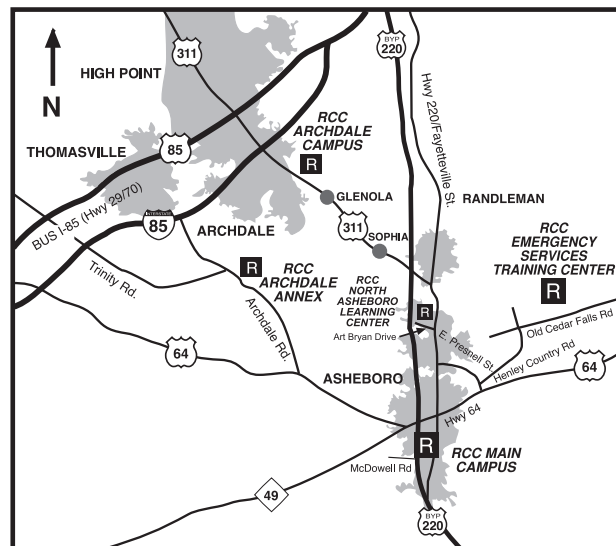 N
311
HIGH POINT
BYP
220
Hwy 220/Fayetteville St.
85
THOMASVILLE
RCC
ARCHDALE
CAMPUS
R
GLENOLA
RANDLEMAN
BUS I-85 (Hwy 29/70)
INTERSTATE
85
ARCHDALE
311
SOPHIA
RCC
EMERGENCY
SERVICES
TRAINING CENTER
R
Trinity Rd.
R
RCC
ARCHDALE
ANNEX
RCC
NORTH
ASHEBORO
LEARNING
CENTER
R
Art Bryan Drive
E. Presnell St.
Old Cedar Falls Rd
Henley Country Rd
64
Archdale Rd.
64
ASHEBORO
Hwy 64
R
RCC MAIN
CAMPUS
McDowell Rd
49
BYP
220